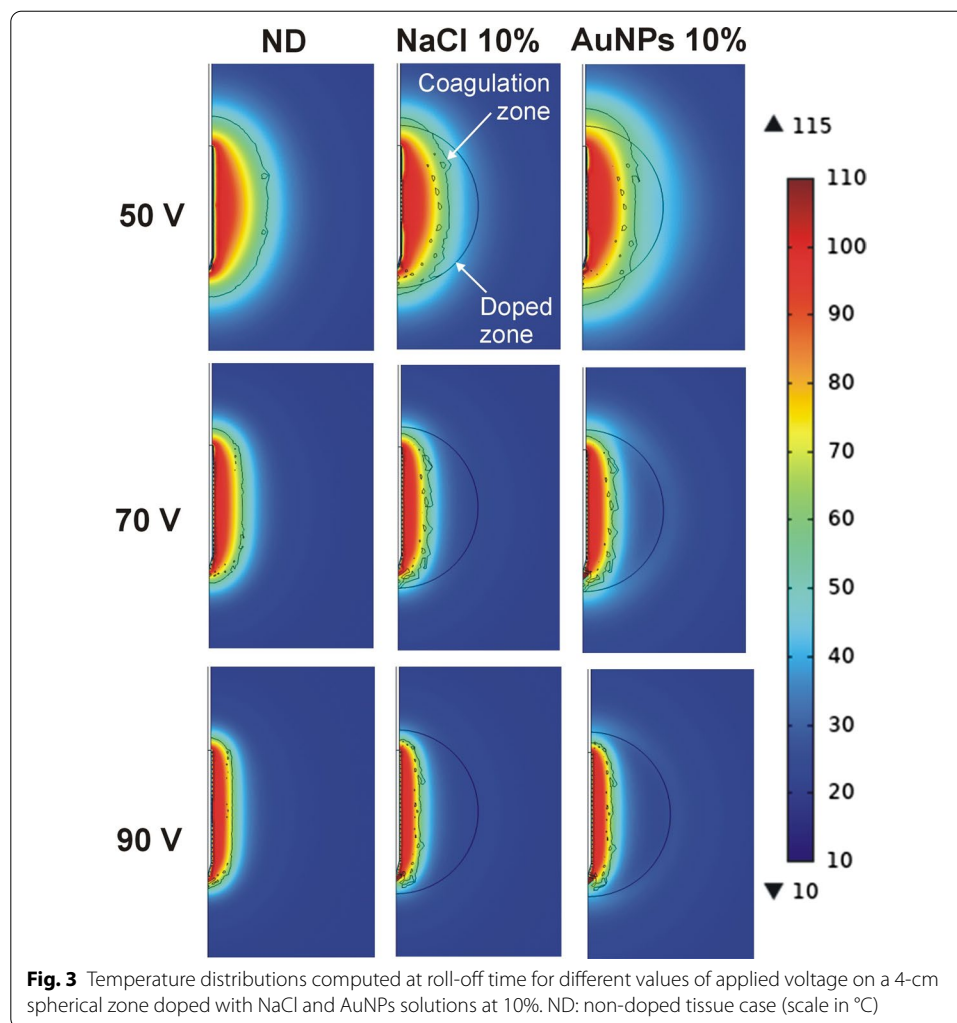 ND NaCl 10% AuNPs 10%
Coagulation
zone
Doped
zone
50 V
70 V
90 V
▲ 115
110
100
90
80
70
60
50
40
30
20
10
▼ 10
Fig. 3 Temperature distributions computed at roll-off time for different values of applied voltage on a 4-cm
spherical zone doped with NaCl and AuNPs solutions at 10%. ND: non-doped tissue case (scale in °C)